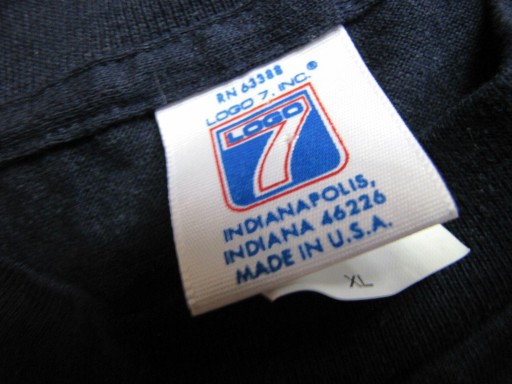 RN 63388
LOGO 7, INC.®
LOGO
7
INDIANAPOLIS,
INDIANA 46226
MADE IN U.S.A.
XL